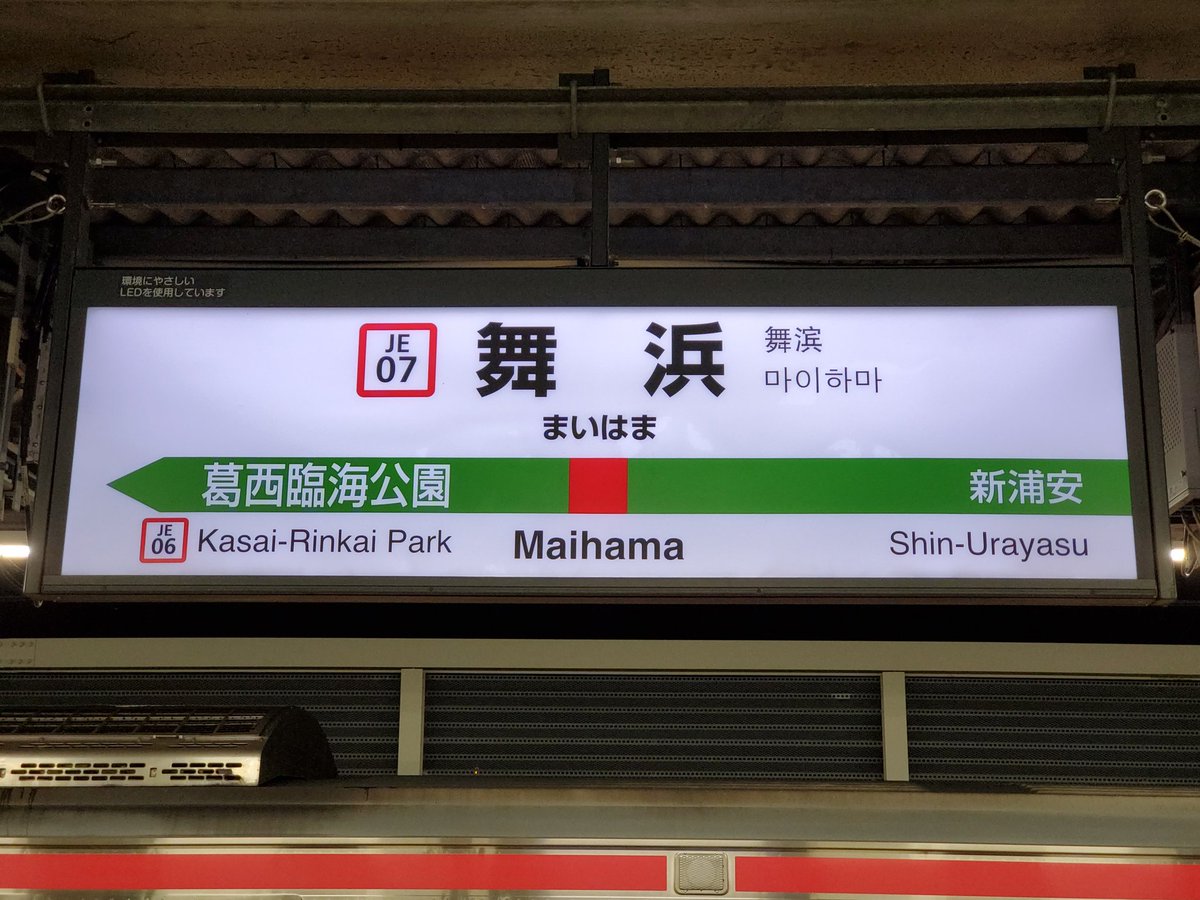 環境にやさしい
LEDを使用しています
JE
07
舞浜
舞滨
마이하마
まいはま
葛西臨海公園
新浦安
JE
06
Kasai-Rinkai Park
Maihama
Shin-Urayasu